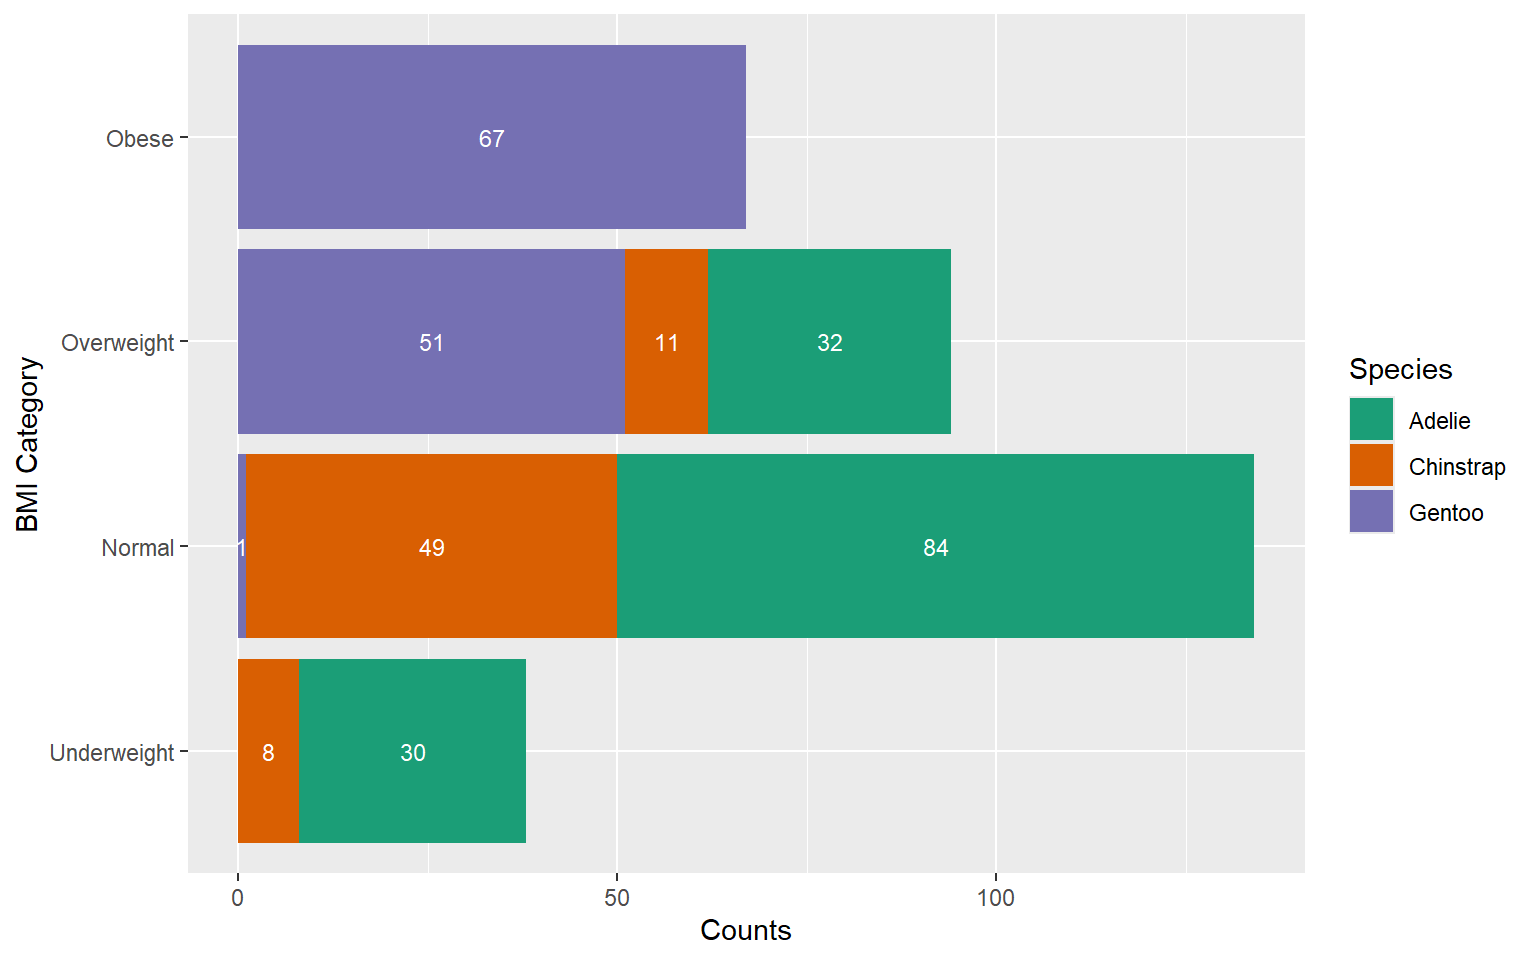 Obese
67
Overweight
51 11 32
Normal
1 49 84
Underweight
8 30
0 50 100
Counts
BMI Category
Species
Adelie
Chinstrap
Gentoo